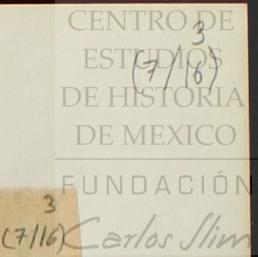 CENTRO DE
3
ESTUDIOS
(7/16)
DE HISTORIA
DE MEXICO
FUNDACIÓN
3
(7/16)
Carlos Slim